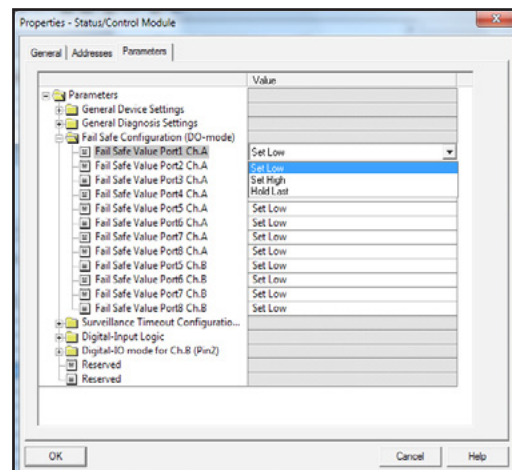 Properties - Status/Control Module
General | Addresses | Parameters
Value
Parameters
General Device Settings
General Diagnosis Settings
Fail Safe Configuration (DO-mode)
Fail Safe Value Port1 Ch.A Set Low
Fail Safe Value Port2 Ch.A Set Low
Fail Safe Value Port3 Ch.A Set High
Fail Safe Value Port4 Ch.A Hold Last
Fail Safe Value Port5 Ch.A Set Low
Fail Safe Value Port6 Ch.A Set Low
Fail Safe Value Port7 Ch.A Set Low
Fail Safe Value Port8 Ch.A Set Low
Fail Safe Value Port5 Ch.B Set Low
Fail Safe Value Port6 Ch.B Set Low
Fail Safe Value Port7 Ch.B Set Low
Fail Safe Value Port8 Ch.B Set Low
Surveillance Timeout Configuratio...
Digital-Input Logic
Digital-IO mode for Ch.B (Pin2)
Reserved
Reserved
OK Cancel Help